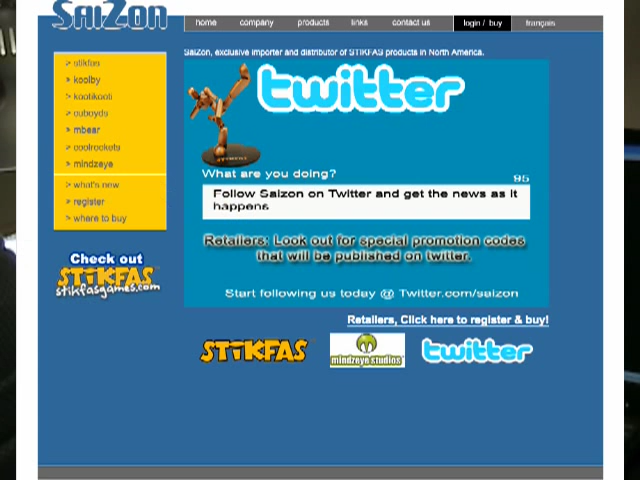 SaiZon
home company products links contact us login / buy français
SaiZon, exclusive importer and distributor of STIKFAS products in North America.
> stikfas
> koolby
> kootikooti
> ouboyds
> mbear
> coolrockets
> mindzeye
> what's new
> register
> where to buy
Check out
STIKFAS
stikfasgames.com
twitter
What are you doing?
95
Follow Saizon on Twitter and get the news as it
happens
Retailers: Look out for special promotion codes
that will be published on twitter.
Start following us today @ Twitter.com/saizon
Retailers, Click here to register & buy!
STIKFAS
mindzeye studios
twitter